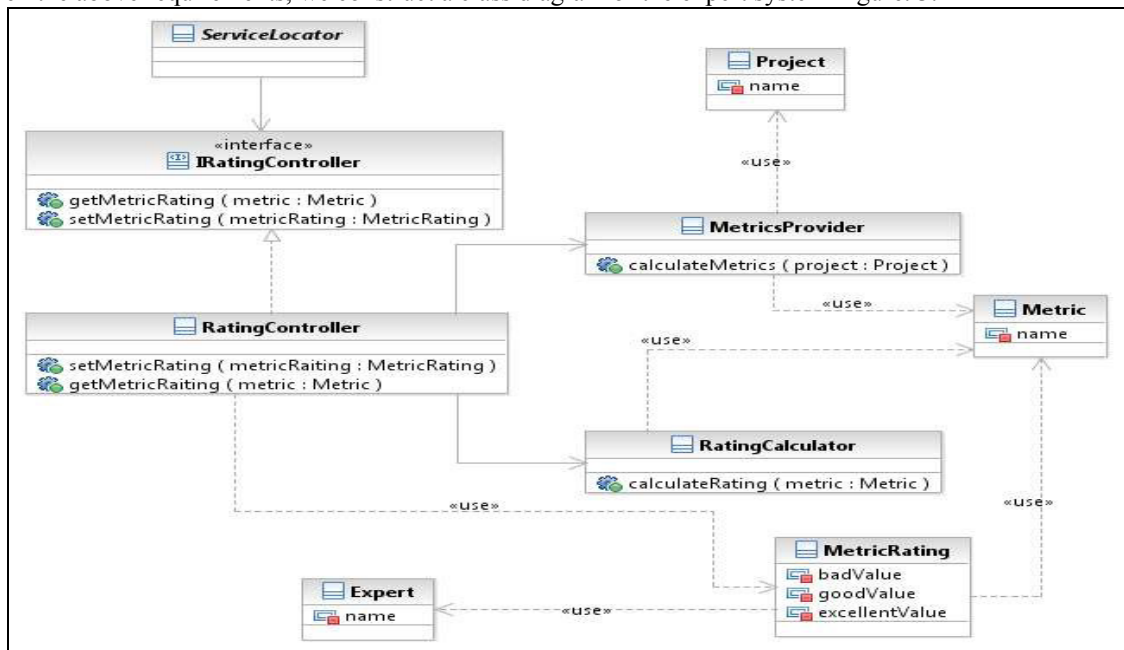 ServiceLocator
Project
name
«use»
«interface»
IRatingController
getMetricRating ( metric : Metric )
setMetricRating ( metricRating : MetricRating )
MetricsProvider
calculateMetrics ( project : Project )
«use»
Metric
name
RatingController
setMetricRating ( metricRaiting : MetricRating )
getMetricRaiting ( metric : Metric )
«use»
RatingCalculator
calculateRating ( metric : Metric )
«use»
«use»
MetricRating
badValue
goodValue
excellentValue
Expert
name
«use»